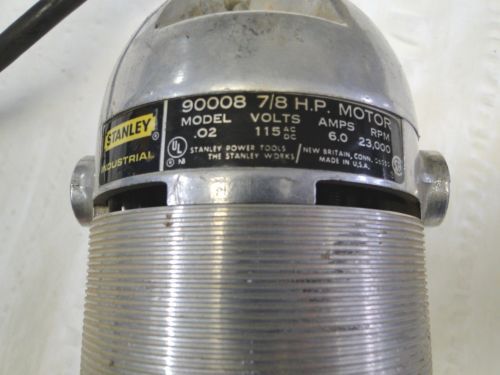 STANLEY
INDUSTRIAL
90008 7/8 H.P. MOTOR
MODEL VOLTS AMPS RPM
.02 115 AC DC 6.0 23,000
UL
STANLEY POWER TOOLS / NEW BRITAIN, CONN.
THE STANLEY WORKS / MADE IN U.S.A.